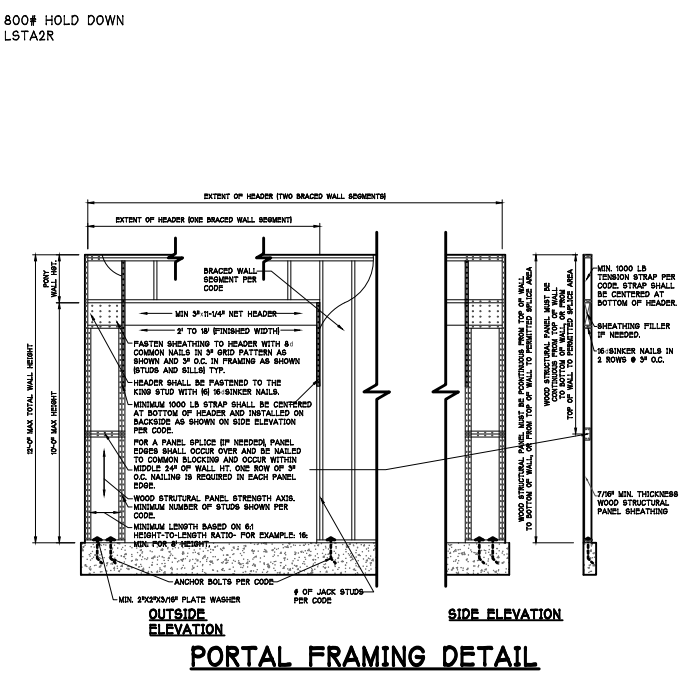 800# HOLD DOWN
LSTA2R
EXTENT OF HEADER (TWO BRACED WALL SEGMENTS)
EXTENT OF HEADER (ONE BRACED WALL SEGMENT)
PONY
WALL HGT.
12'-0" MAX TOTAL WALL HEIGHT
10'-0" MAX HEIGHT
BRACED WALL
SEGMENT PER
CODE
MIN 3"x11-1/4" NET HEADER
2' TO 18' (FINISHED WIDTH)
FASTEN SHEATHING TO HEADER WITH 8d
COMMON NAILS IN 3" GRID PATTERN AS
SHOWN AND 3" O.C. IN FRAMING AS SHOWN
(STUDS AND SILLS) TYP.
HEADER SHALL BE FASTENED TO THE
KING STUD WITH (6) 16d SINKER NAILS.
MINIMUM 1000 LB STRAP SHALL BE CENTERED
AT BOTTOM OF HEADER AND INSTALLED ON
BACKSIDE AS SHOWN ON SIDE ELEVATION
PER CODE.
FOR A PANEL SPLICE (IF NEEDED), PANEL
EDGES SHALL OCCUR OVER AND BE NAILED
TO COMMON BLOCKING AND OCCUR WITHIN
MIDDLE 24" OF WALL HT. ONE ROW OF 3"
O.C. NAILING IS REQUIRED IN EACH PANEL
EDGE.
WOOD STRUTURAL PANEL STRENGTH AXIS.
MINIMUM NUMBER OF STUDS SHOWN PER
CODE.
MINIMUM LENGTH BASED ON 6:1
HEIGHT-TO-LENGTH RATIO- FOR EXAMPLE: 16"
MIN. FOR 8' HEIGHT.
ANCHOR BOLTS PER CODE
MIN. 2"X2"X3/16" PLATE WASHER
# OF JACK STUDS
PER CODE
WOOD STRUCTURAL PANEL MUST BE PCONTINUOUS FROM TOP OF WALL
TO BOTTOM OF WALL, OR FROM TOP OF WALL TO PERMITTED SPLICE AREA
WOOD STRUCTURAL PANEL MUST BE
CONTINUOUS FROM TOP OF WALL
TO BOTTOM OF WALL, OR FROM
TOP OF WALL TO PERMITTED SPLICE AREA
MIN. 1000 LB
TENSION STRAP PER
CODE. STRAP SHALL
BE CENTERED AT
BOTTOM OF HEADER.
SHEATHING FILLER
IF NEEDED.
16d SINKER NAILS IN
2 ROWS @ 3" O.C.
7/16" MIN. THICKNESS
WOOD STRUCTURAL
PANEL SHEATHING
OUTSIDE
ELEVATION
SIDE ELEVATION
PORTAL FRAMING DETAIL